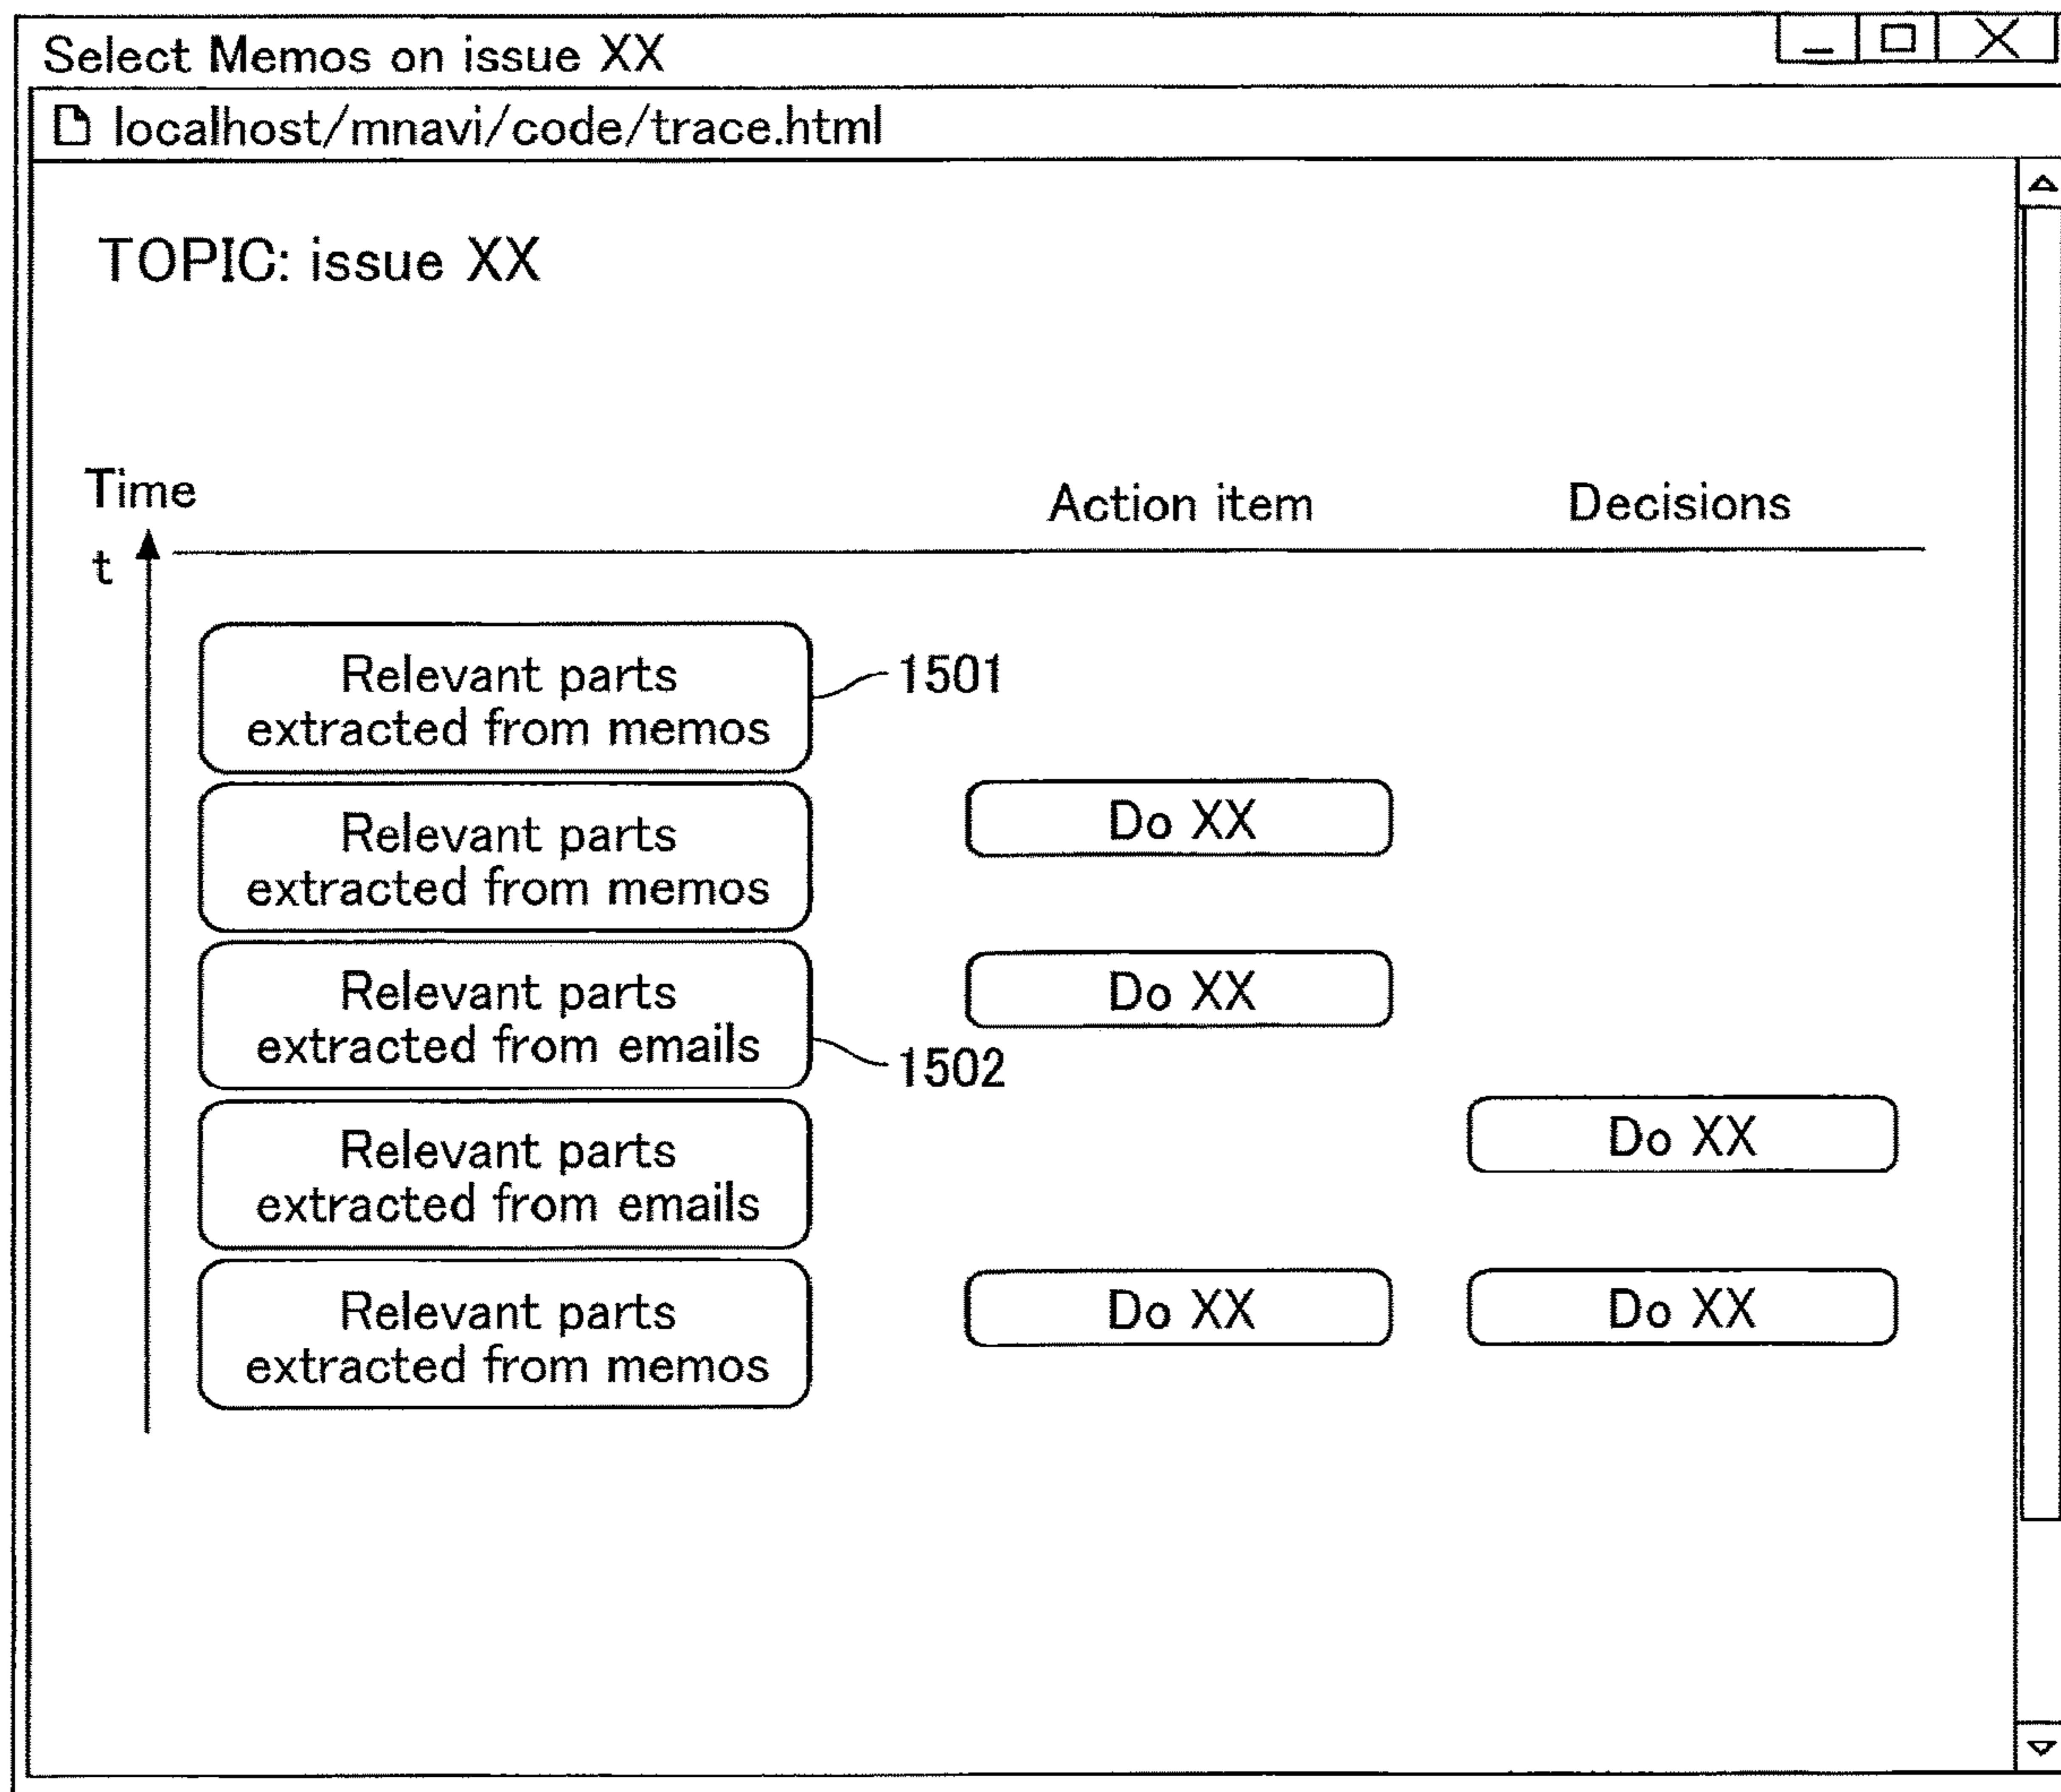 Select Memos on issue XX
localhost/mnavi/code/trace.html
TOPIC: issue XX
Time
t
Action item
Decisions
Relevant parts
extracted from memos
1501
Relevant parts
extracted from memos
Do XX
Relevant parts
extracted from emails
1502
Do XX
Relevant parts
extracted from emails
Do XX
Relevant parts
extracted from memos
Do XX
Do XX